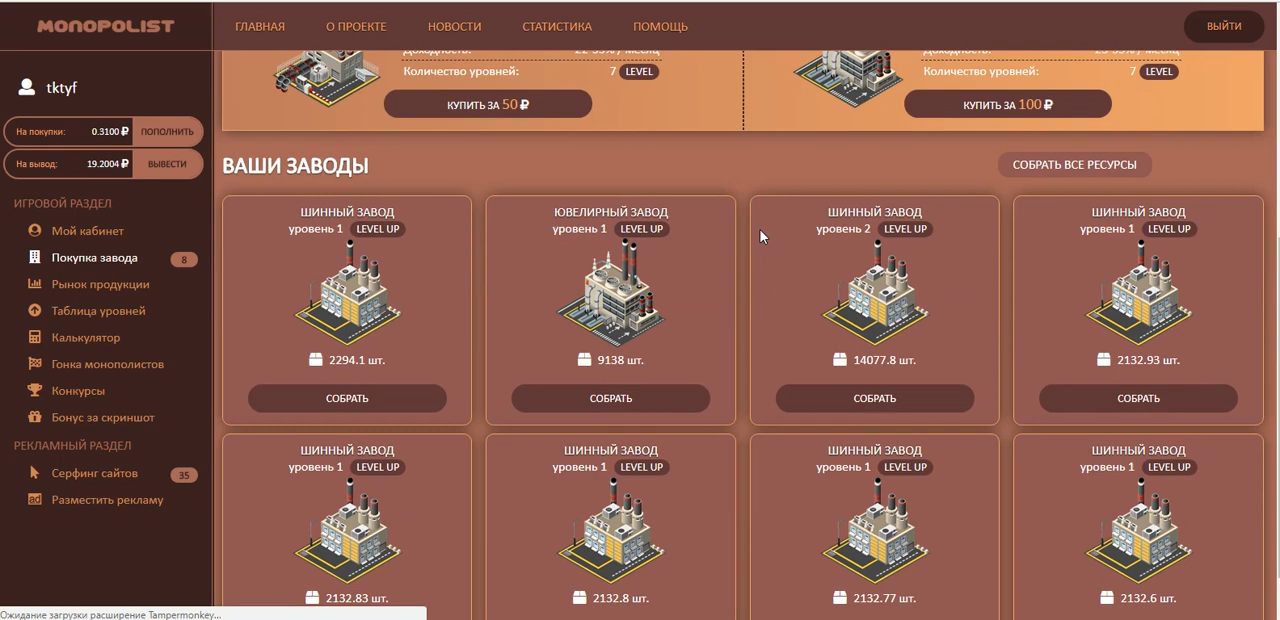 MONOPOLIST
ГЛАВНАЯ
О ПРОЕКТЕ
НОВОСТИ
СТАТИСТИКА
ПОМОЩЬ
ВЫЙТИ
tktyf
На покупки: 0.3100 ₽ ПОПОЛНИТЬ
На вывод: 19.2004 ₽ ВЫВЕСТИ
ИГРОВОЙ РАЗДЕЛ
Мой кабинет
Покупка завода 8
Рынок продукции
Таблица уровней
Калькулятор
Гонка монополистов
Конкурсы
Бонус за скриншот
РЕКЛАМНЫЙ РАЗДЕЛ
Серфинг сайтов 35
ad Разместить рекламу
Доходность: 22-33% / месяц
Количество уровней: 7 LEVEL
КУПИТЬ ЗА 50 ₽
Доходность: / месяц
Количество уровней: 7 LEVEL
КУПИТЬ ЗА 100 ₽
ВАШИ ЗАВОДЫ
СОБРАТЬ ВСЕ РЕСУРСЫ
ШИННЫЙ ЗАВОД
уровень 1 LEVEL UP
2294.1 шт.
СОБРАТЬ
ЮВЕЛИРНЫЙ ЗАВОД
уровень 1 LEVEL UP
9138 шт.
СОБРАТЬ
ШИННЫЙ ЗАВОД
уровень 2 LEVEL UP
14077.8 шт.
СОБРАТЬ
ШИННЫЙ ЗАВОД
уровень 1 LEVEL UP
2132.93 шт.
СОБРАТЬ
ШИННЫЙ ЗАВОД
уровень 1 LEVEL UP
2132.83 шт.
ШИННЫЙ ЗАВОД
уровень 1 LEVEL UP
2132.8 шт.
ШИННЫЙ ЗАВОД
уровень 1 LEVEL UP
2132.77 шт.
ШИННЫЙ ЗАВОД
уровень 1 LEVEL UP
2132.6 шт.
Ожидание загрузки расширение Tampermonkey...